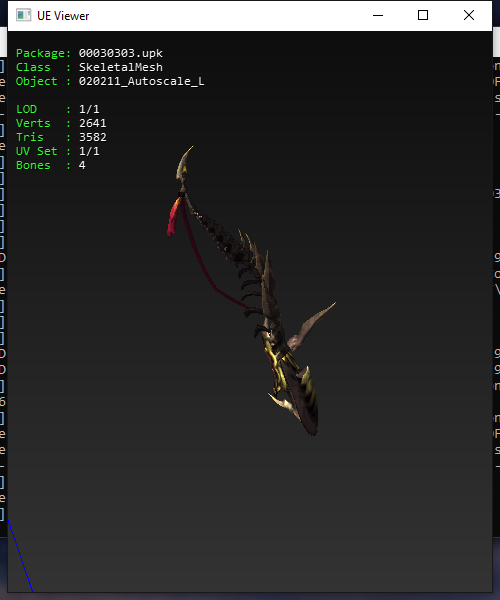 UE Viewer
Package: 00030303.upk
Class  : SkeletalMesh
Object : 020211_Autoscale_L
LOD    : 1/1
Verts  : 2641
Tris   : 3582
UV Set : 1/1
Bones  : 4